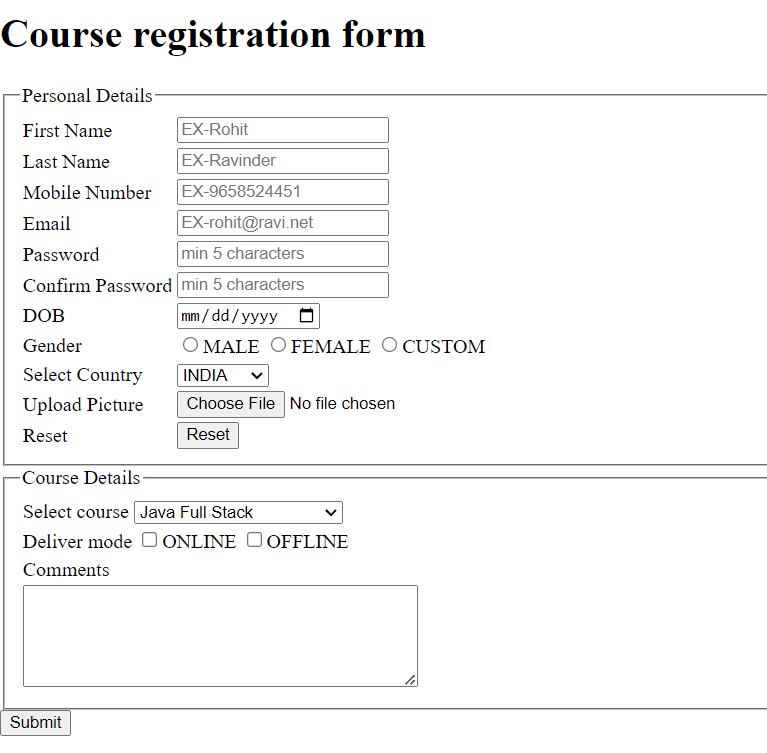 Course registration form
Personal Details
First Name EX-Rohit
Last Name EX-Ravinder
Mobile Number EX-9658524451
Email EX-rohit@ravi.net
Password min 5 characters
Confirm Password min 5 characters
DOB mm/dd/yyyy
Gender MALE FEMALE CUSTOM
Select Country INDIA
Upload Picture Choose File No file chosen
Reset Reset
Course Details
Select course Java Full Stack
Deliver mode ONLINE OFFLINE
Comments
Submit